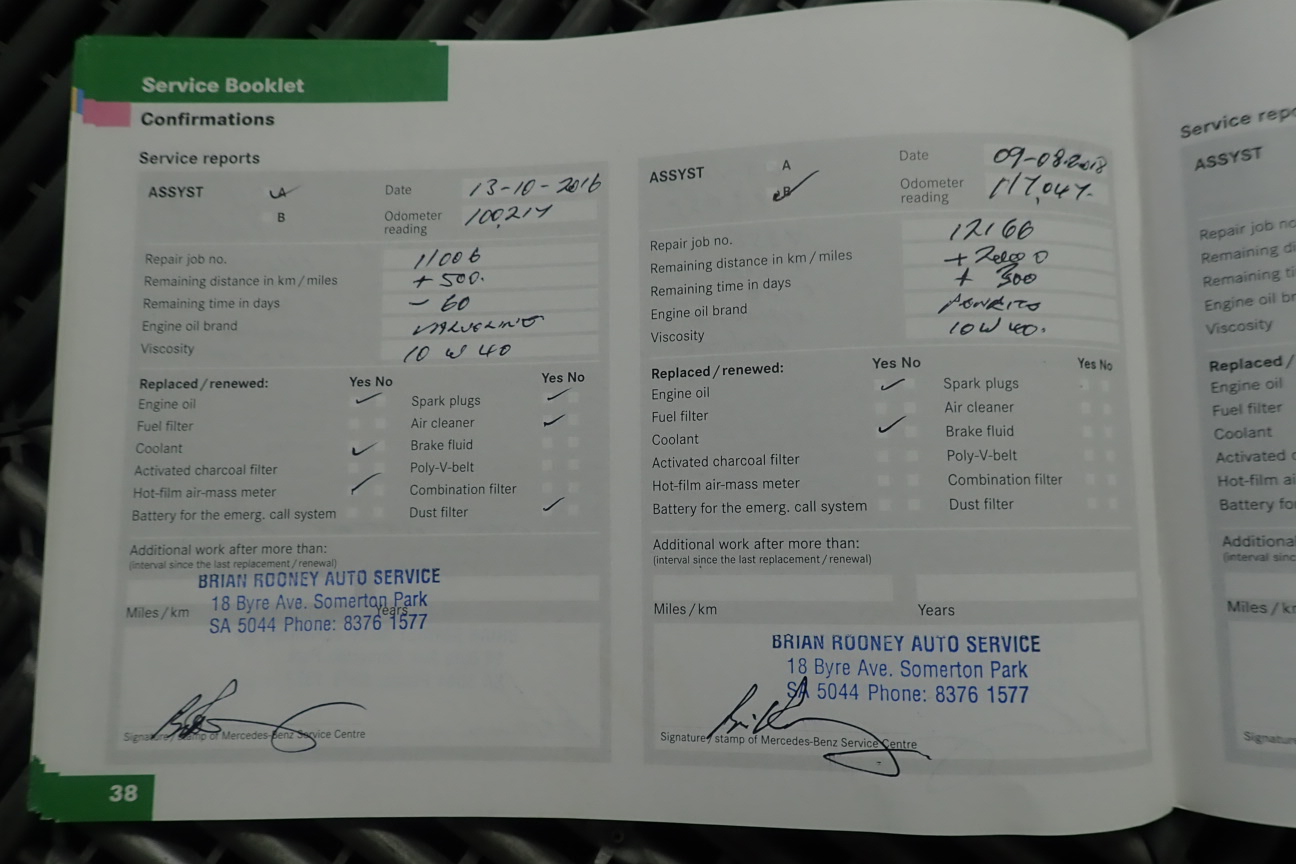 Service Booklet
Confirmations
Service reports
ASSYST A Date 13-10-2016
B Odometer reading 100,214
Repair job no. 11006
Remaining distance in km / miles + 500.
Remaining time in days - 60
Engine oil brand
Viscosity 10 W 40
Replaced / renewed: Yes No Yes No
Engine oil Spark plugs
Fuel filter Air cleaner
Coolant Brake fluid
Activated charcoal filter Poly-V-belt
Hot-film air-mass meter Combination filter
Battery for the emerg. call system Dust filter
Additional work after more than:
(interval since the last replacement / renewal)
BRIAN ROONEY AUTO SERVICE
18 Byre Ave. Somerton Park
Miles / km Years
SA 5044 Phone: 8376 1577
Signature / stamp of Mercedes-Benz Service Centre
38
ASSYST A Date 09-08-2018
B Odometer reading 117,047-
Repair job no. 12166
Remaining distance in km / miles
Remaining time in days + 300
Engine oil brand
Viscosity 10 W 40.
Replaced / renewed: Yes No Yes No
Engine oil Spark plugs
Fuel filter Air cleaner
Coolant Brake fluid
Activated charcoal filter Poly-V-belt
Hot-film air-mass meter Combination filter
Battery for the emerg. call system Dust filter
Additional work after more than:
(interval since the last replacement / renewal)
Miles / km Years
BRIAN ROONEY AUTO SERVICE
18 Byre Ave. Somerton Park
SA 5044 Phone: 8376 1577
Signature / stamp of Mercedes-Benz Service Centre
Service rep
ASSYST
Repair job no
Remaining di
Remaining ti
Engine oil br
Viscosity
Replaced /
Engine oil
Fuel filter
Coolant
Activated c
Hot-film ai
Battery fo
Additional
(interval sinc
Miles / k
Signatur